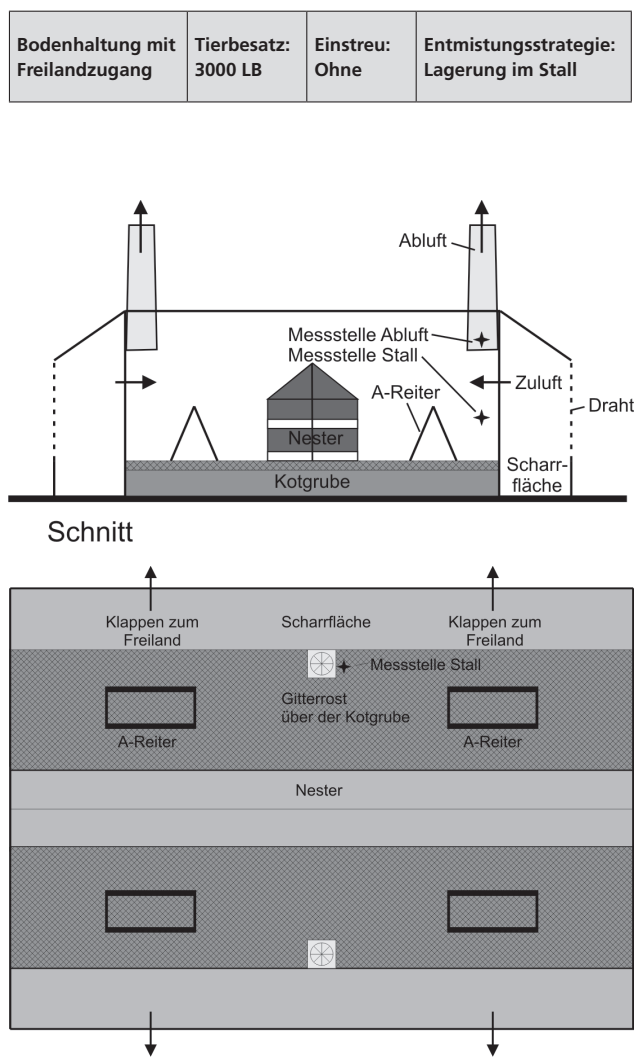 Bodenhaltung mit
Freilandzugang
Tierbesatz:
3000 LB
Einstreu:
Ohne
Entmistungsstrategie:
Lagerung im Stall
Abluft
Messstelle Abluft
Messstelle Stall
A-Reiter
Zuluft
Draht
Nester
Scharr-
fläche
Kotgrube
Schnitt
Klappen zum
Freiland
Scharrfläche
Klappen zum
Freiland
Messstelle Stall
Gitterrost
über der Kotgrube
A-Reiter
A-Reiter
Nester